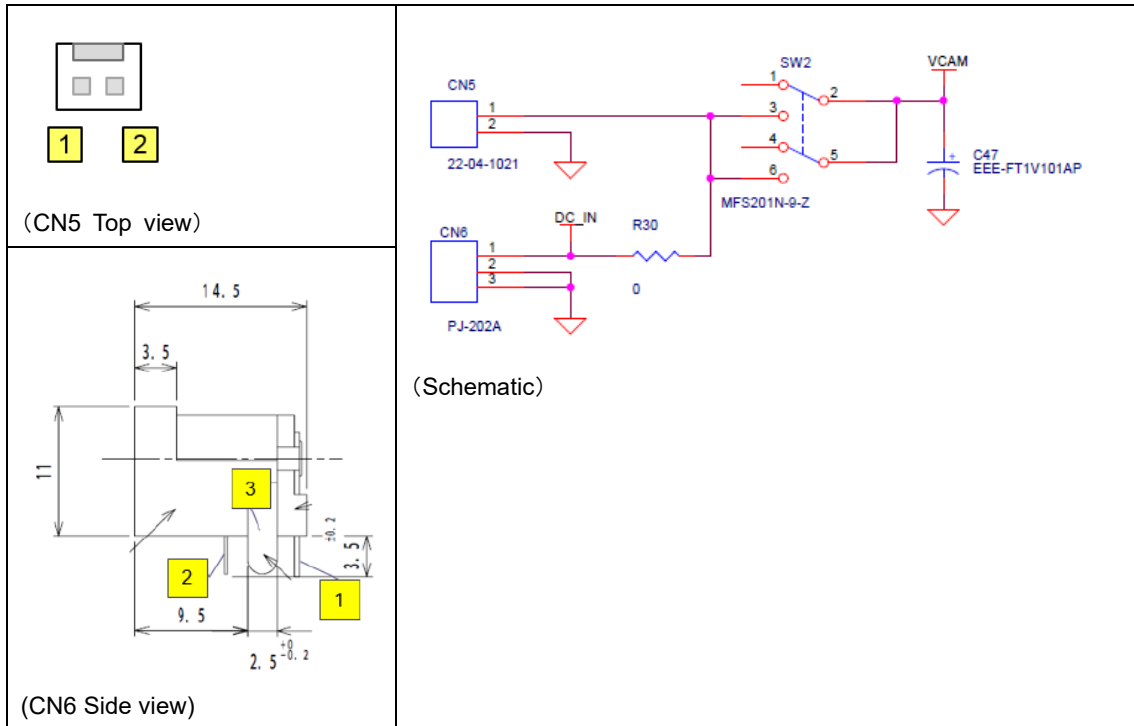 1 2
（CN5 Top view）
14.5
3.5
11
3
±0.2
3.5
2
1
9.5
2.5 +0 -0.2
(CN6 Side view)
SW2
VCAM
CN5
1
2
22-04-1021
1
2
3
4
5
6
MFS201N-9-Z
C47
EEE-FT1V101AP
+
DC_IN
R30
0
CN6
1
2
3
PJ-202A
（Schematic）